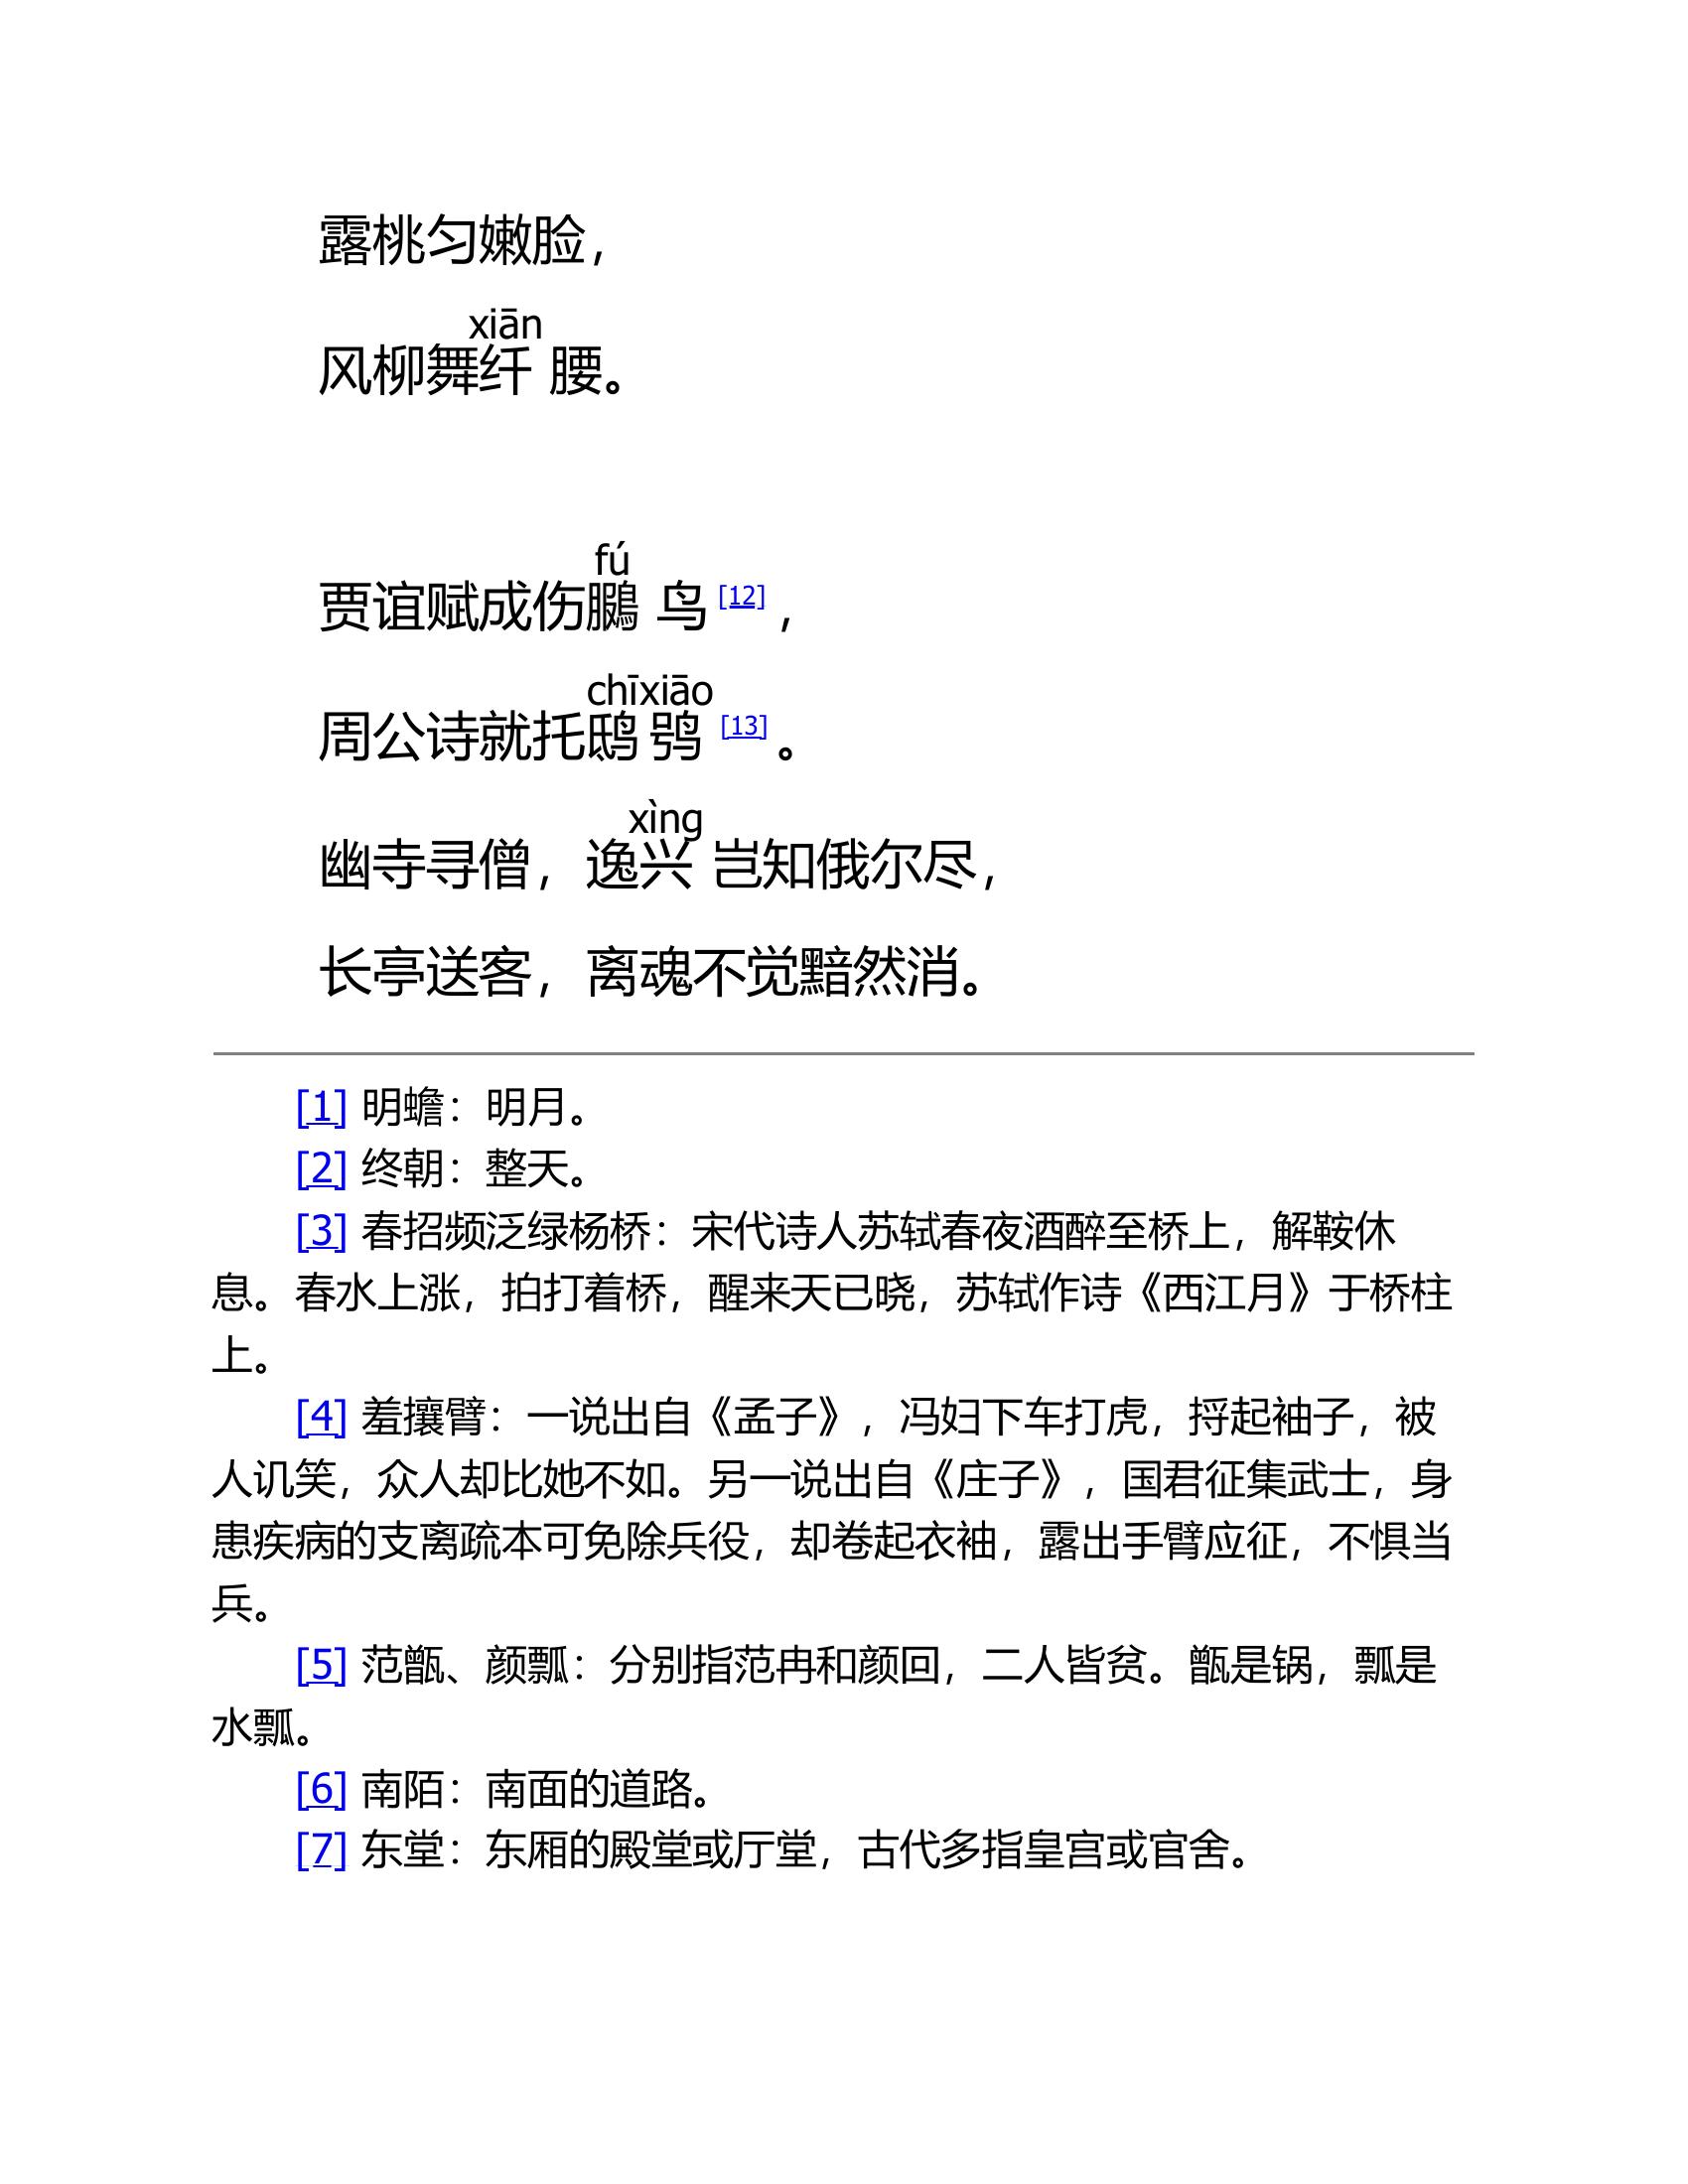 露桃匀嫩脸，
xiān
风柳舞纤 腰。
fú
贾谊赋成伤鵩 鸟[12]，
chīxiāo
周公诗就托鸱 鸮[13]。
xìng
幽寺寻僧，逸兴 岂知俄尔尽，
长亭送客，离魂不觉黯然消。
[1] 明蟾：明月。
[2] 终朝：整天。
[3] 春招频泛绿杨桥：宋代诗人苏轼春夜酒醉至桥上，解鞍休
息。春水上涨，拍打着桥，醒来天已晓，苏轼作诗《西江月》于桥柱
上。
[4] 羞攘臂：一说出自《孟子》，冯妇下车打虎，捋起袖子，被
人讥笑，众人却比她不如。另一说出自《庄子》，国君征集武士，身
患疾病的支离疏本可免除兵役，却卷起衣袖，露出手臂应征，不惧当
兵。
[5] 范甑、颜瓢：分别指范冉和颜回，二人皆贫。甑是锅，瓢是
水瓢。
[6] 南陌：南面的道路。
[7] 东堂：东厢的殿堂或厅堂，古代多指皇宫或官舍。